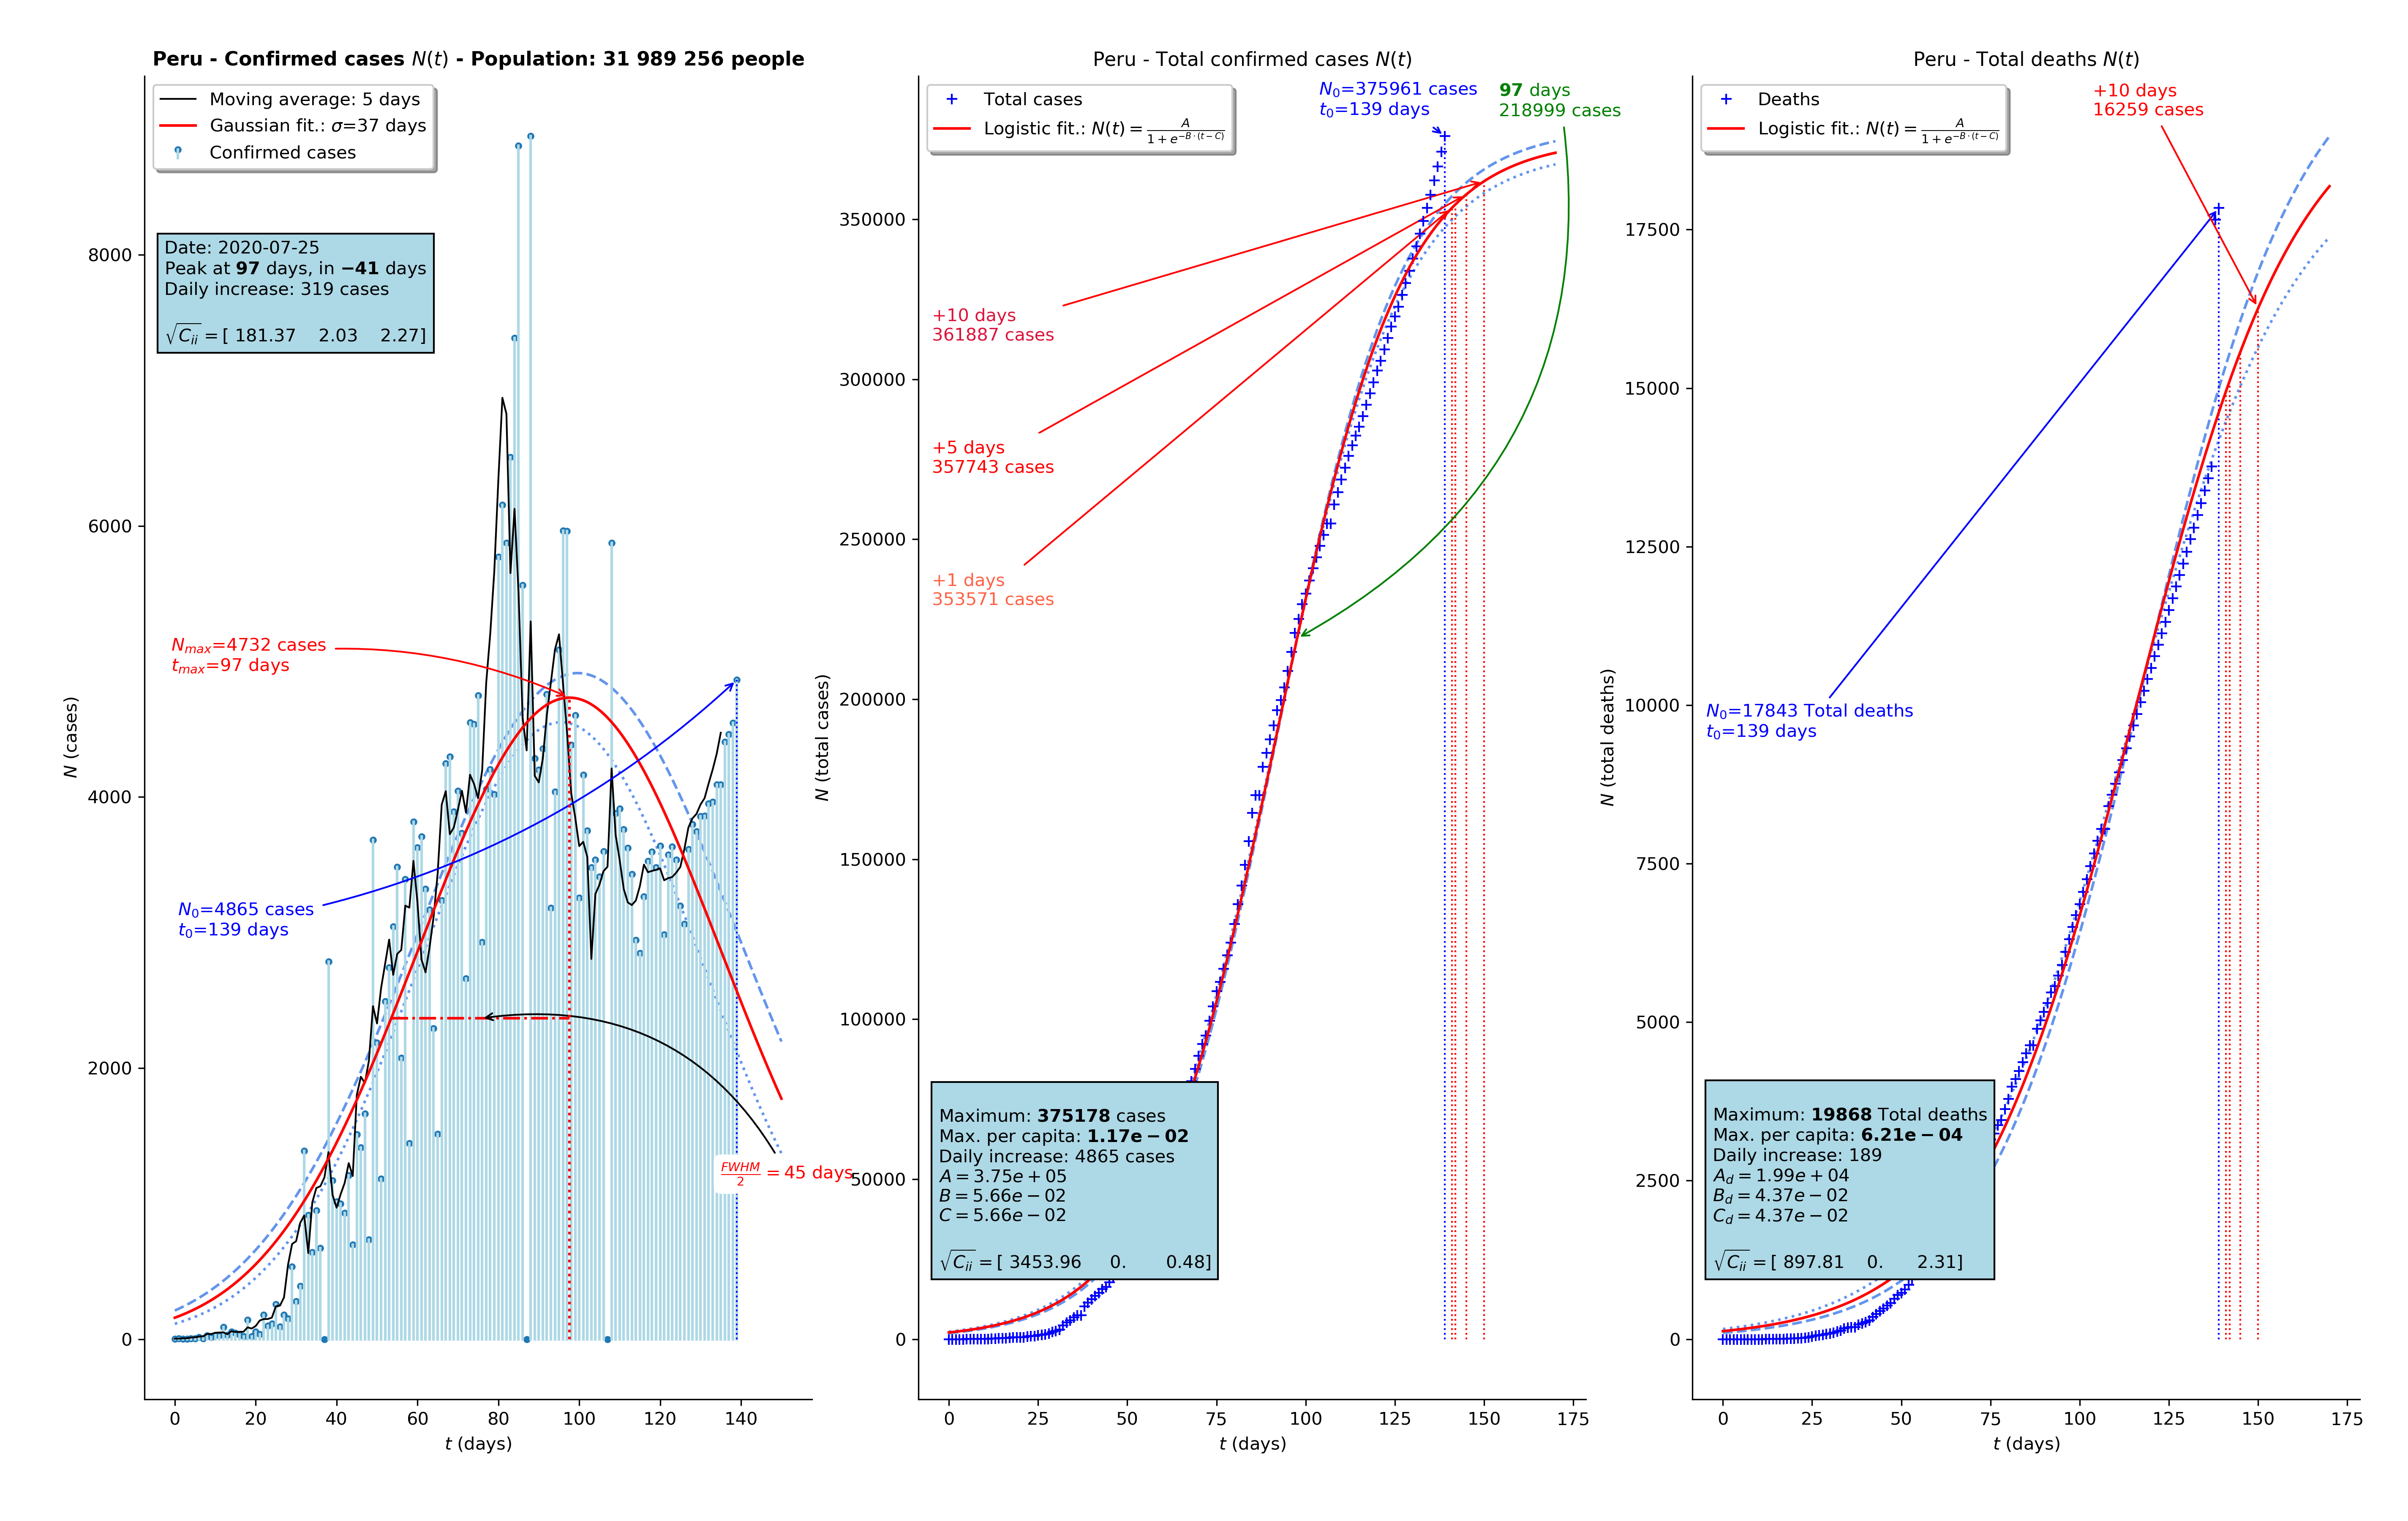 Peru - Confirmed cases N(t) - Population: 31 989 256 people
Moving average: 5 days
Gaussian fit.: σ=37 days
Confirmed cases
Date: 2020-07-25
Peak at 97 days, in −41 days
Daily increase: 319 cases
√C_ii = [ 181.37 2.03 2.27]
N_max=4732 cases
t_max=97 days
N_0=4865 cases
t_0=139 days
FWHM/2 = 45 days
8000
6000
4000
2000
0
N (cases)
0 20 40 60 80 100 120 140
t (days)
Peru - Total confirmed cases N(t)
Total cases
Logistic fit.: N(t) = A/(1 + e^{−B·(t−C)})
N_0=375961 cases
t_0=139 days
97 days
218999 cases
+10 days
361887 cases
+5 days
357743 cases
+1 days
353571 cases
Maximum: 375178 cases
Max. per capita: 1.17e − 02
Daily increase: 4865 cases
A = 3.75e + 05
B = 5.66e − 02
C = 5.66e − 02
√C_ii = [ 3453.96 0. 0.48]
350000
300000
250000
200000
150000
100000
50000
0
N (total cases)
0 25 50 75 100 125 150 175
t (days)
Peru - Total deaths N(t)
Deaths
Logistic fit.: N(t) = A/(1 + e^{−B·(t−C)})
+10 days
16259 cases
N_0=17843 Total deaths
t_0=139 days
Maximum: 19868 Total deaths
Max. per capita: 6.21e − 04
Daily increase: 189
A_d = 1.99e + 04
B_d = 4.37e − 02
C_d = 4.37e − 02
√C_ii = [ 897.81 0. 2.31]
17500
15000
12500
10000
7500
5000
2500
0
N (total deaths)
0 25 50 75 100 125 150 175
t (days)